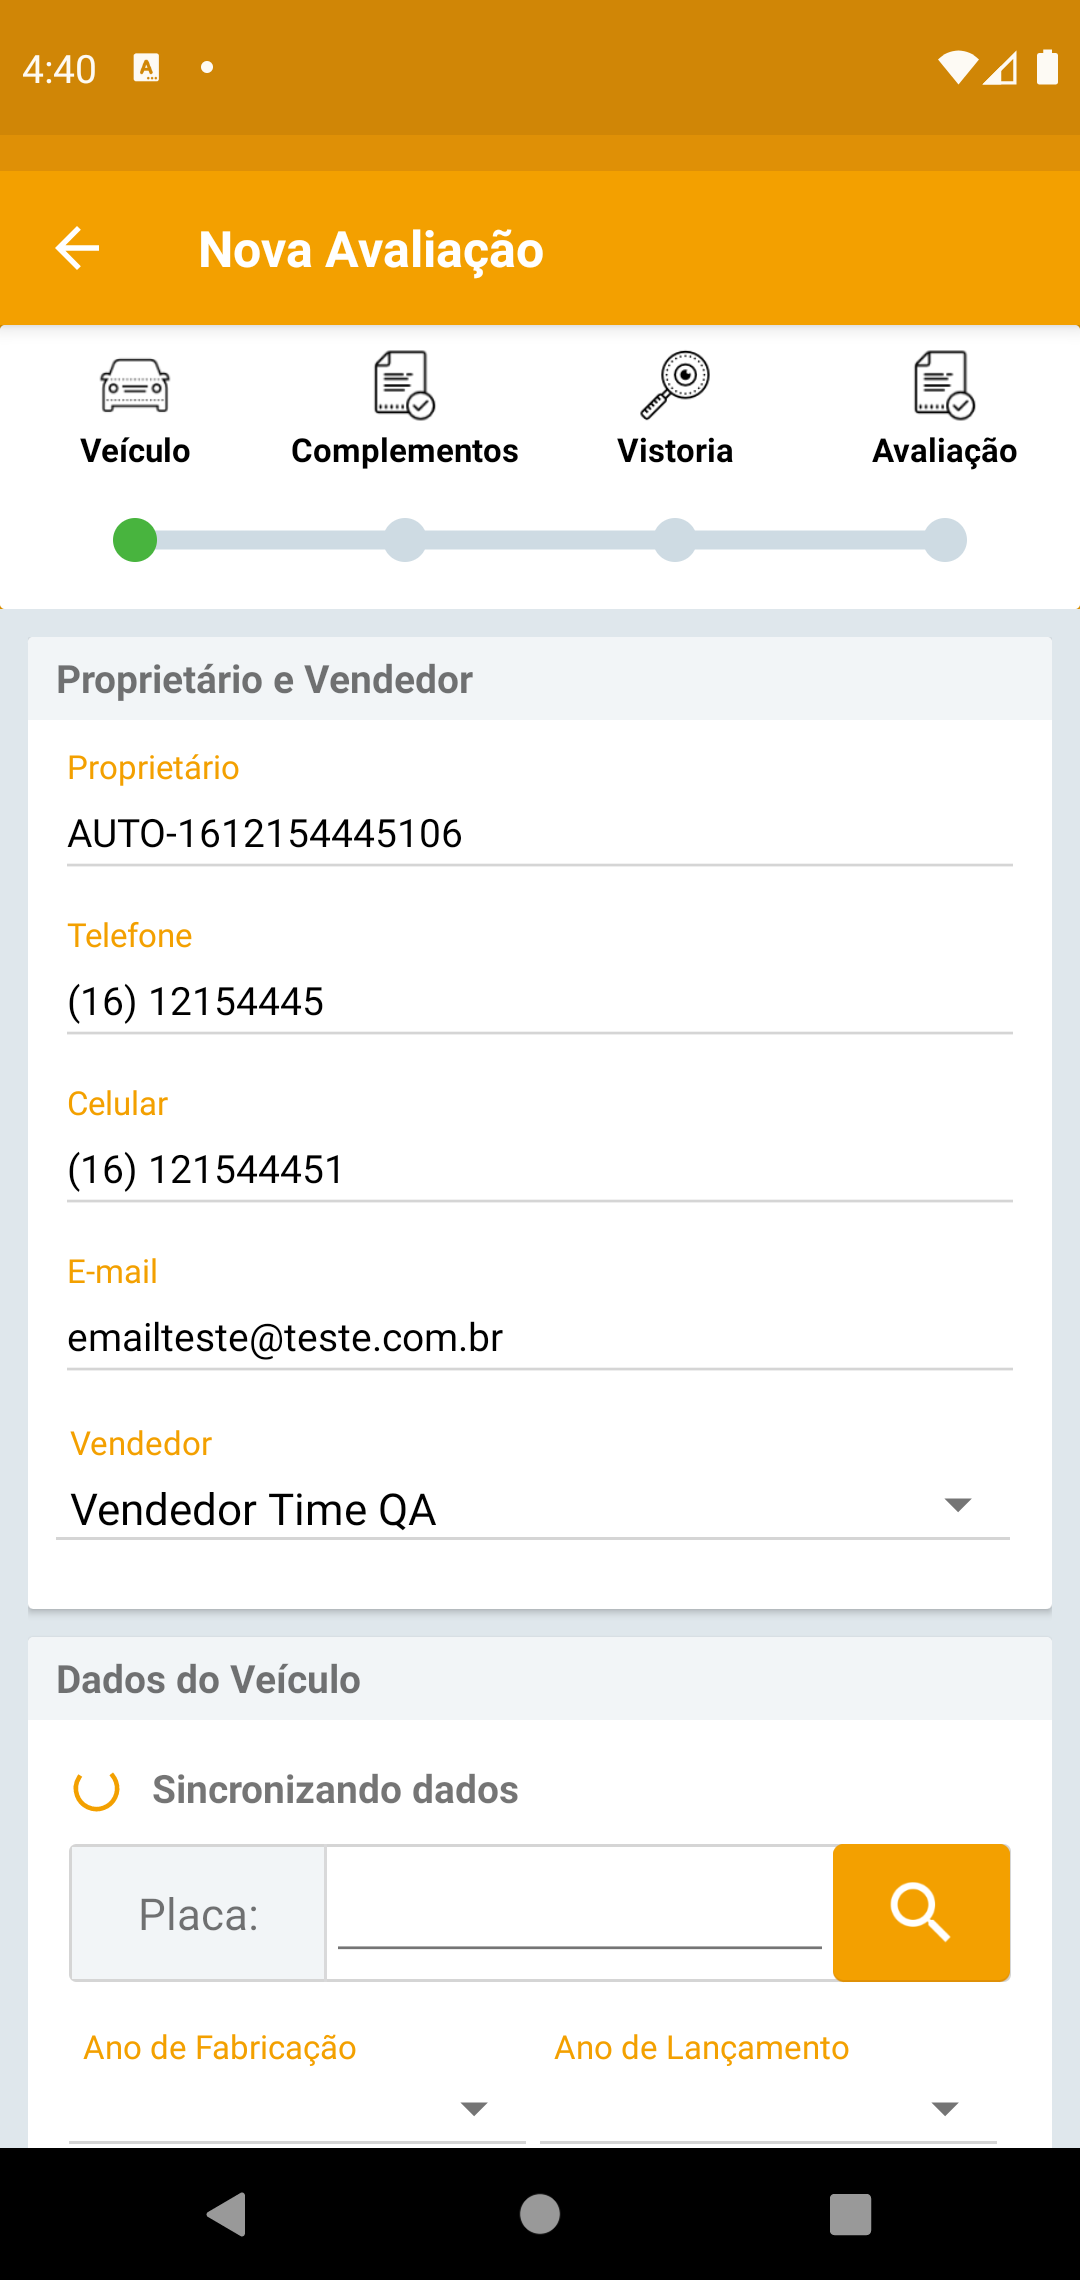 4:40
Nova Avaliação
Veículo
Complementos
Vistoria
Avaliação
Proprietário e Vendedor
Proprietário
AUTO-1612154445106
Telefone
(16) 12154445
Celular
(16) 121544451
E-mail
emailteste@teste.com.br
Vendedor
Vendedor Time QA
Dados do Veículo
Sincronizando dados
Placa:
Ano de Fabricação
Ano de Lançamento